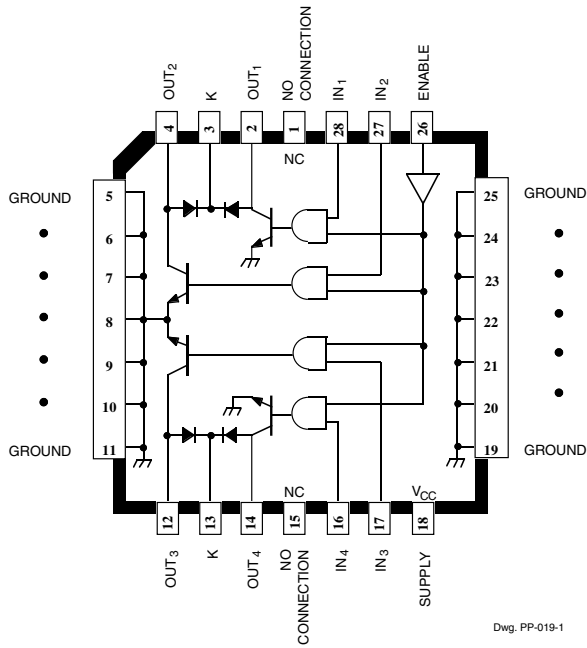 OUT2
K
OUT1
NO
CONNECTION
IN1
IN2
ENABLE
4
3
2
1
28
27
26
NC
GROUND
5
6
7
8
9
10
11
GROUND
25
GROUND
24
23
22
21
20
19
GROUND
NC
VCC
12
13
14
15
16
17
18
OUT3
K
OUT4
NO
CONNECTION
IN4
IN3
SUPPLY
Dwg. PP-019-1